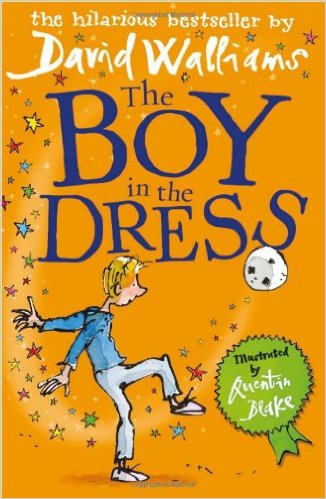 the hilarious bestseller by
David Walliams
The
BOY
in the
DRESS
Illustrated
by
Quentin
Blake